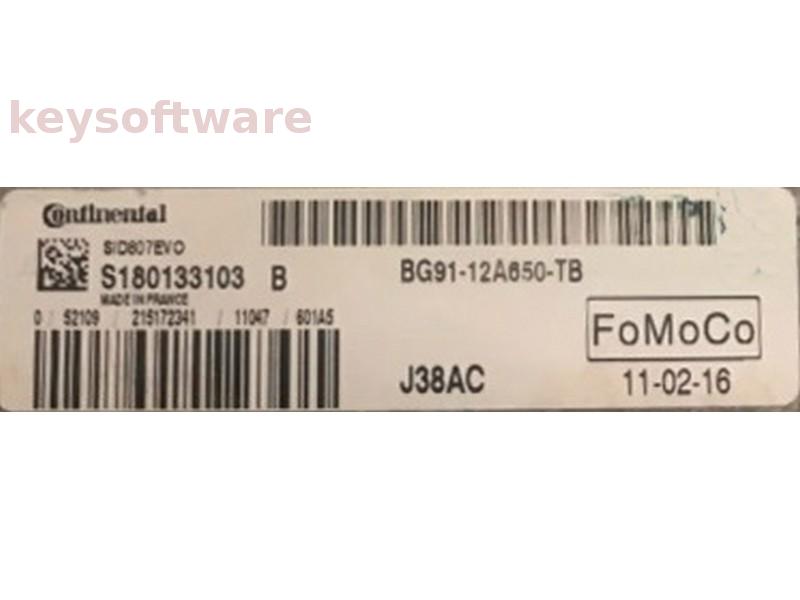 keysoftware
Continental
SID807EVO
S180133103 B
MADE IN FRANCE
0 / 52109 / 215172341 / 11047 / 601A5
BG91-12A650-TB
FoMoCo
J38AC
11-02-16